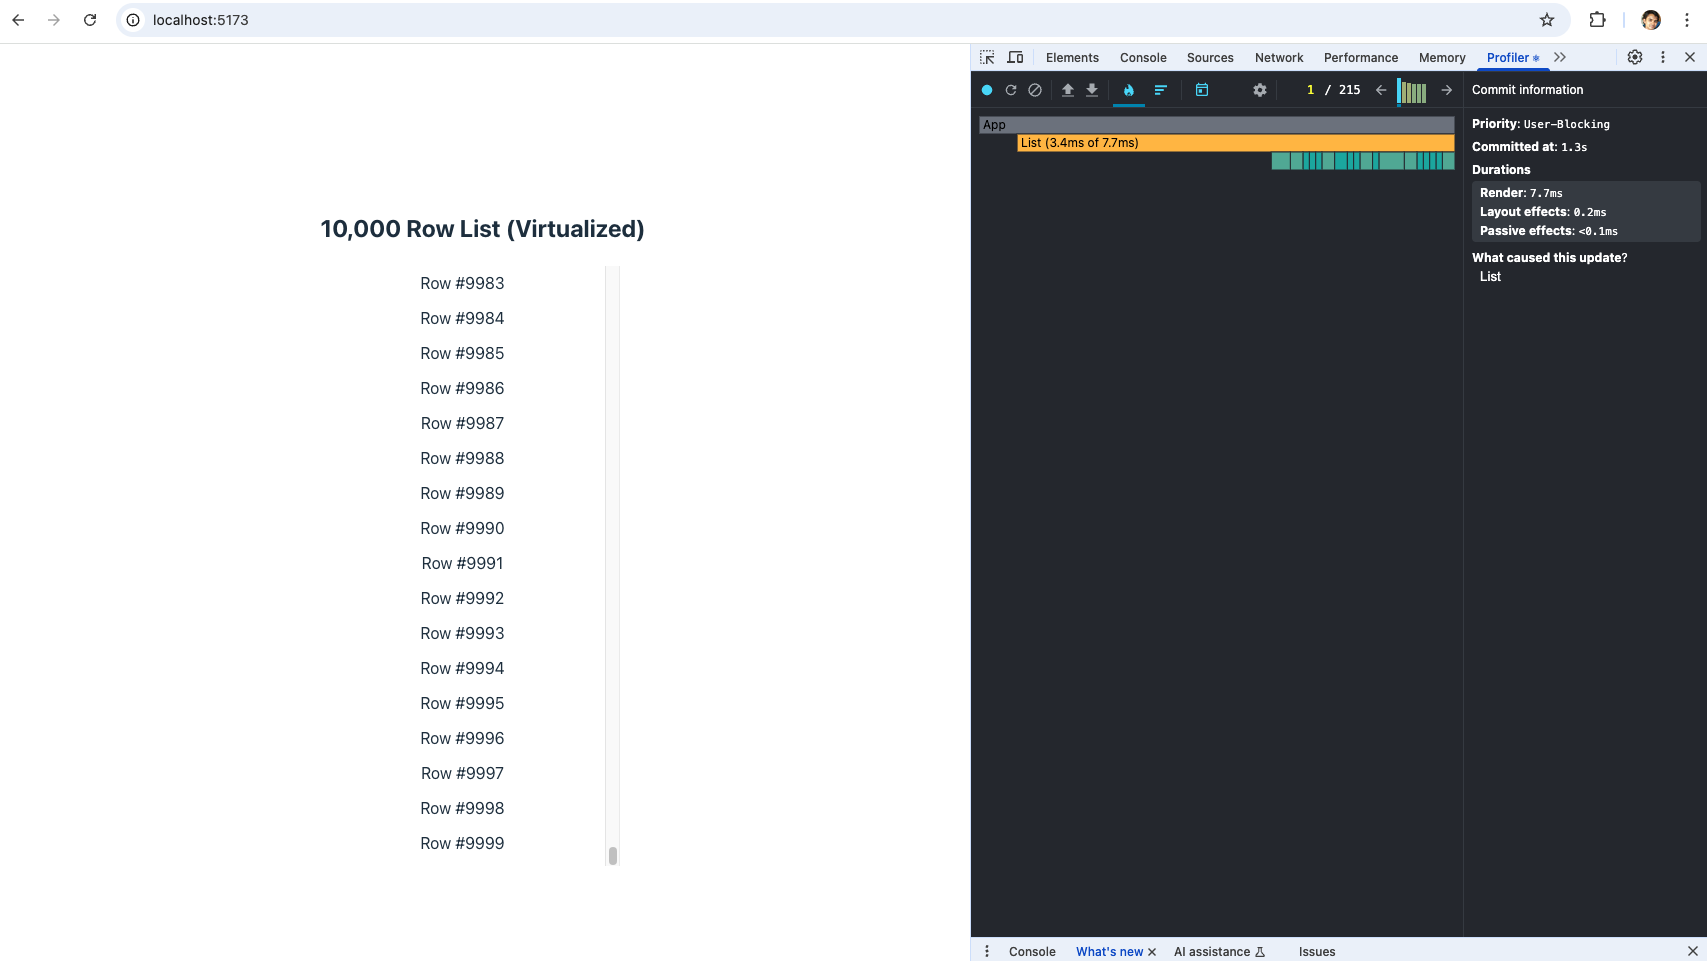 localhost:5173
Elements Console Sources Network Performance Memory Profiler
1 / 215
Commit information
App
List (3.4ms of 7.7ms)
Priority: User-Blocking
Committed at: 1.3s
Durations
Render: 7.7ms
Layout effects: 0.2ms
Passive effects: <0.1ms
What caused this update?
List
10,000 Row List (Virtualized)
Row #9983
Row #9984
Row #9985
Row #9986
Row #9987
Row #9988
Row #9989
Row #9990
Row #9991
Row #9992
Row #9993
Row #9994
Row #9995
Row #9996
Row #9997
Row #9998
Row #9999
Console What's new AI assistance Issues